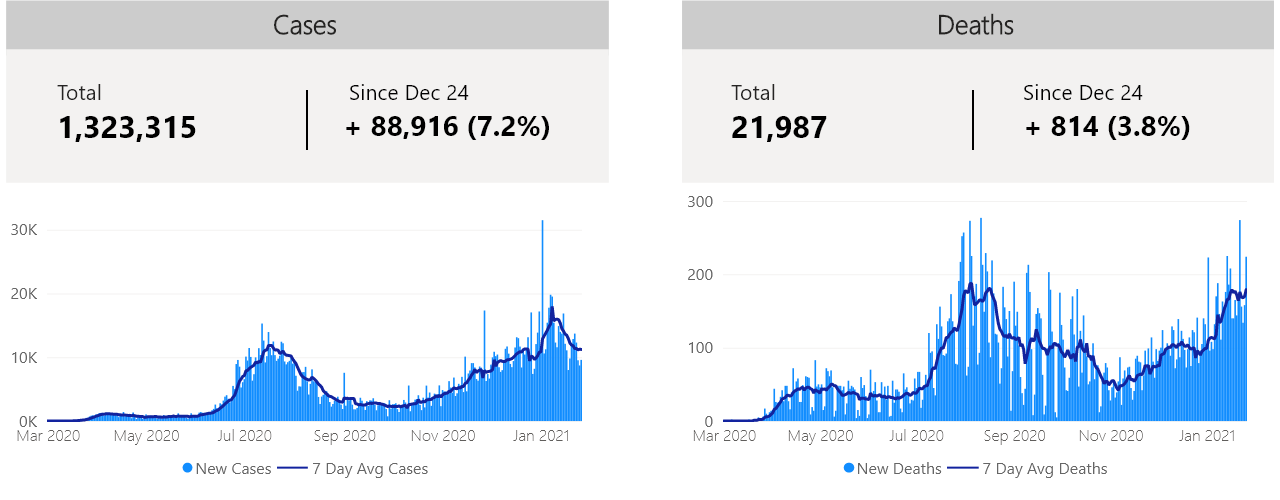 Cases
Total
1,323,315
Since Dec 24
+ 88,916 (7.2%)
30K
20K
10K
0K
Mar 2020 May 2020 Jul 2020 Sep 2020 Nov 2020 Jan 2021
New Cases 7 Day Avg Cases
Deaths
Total
21,987
Since Dec 24
+ 814 (3.8%)
300
200
100
0
Mar 2020 May 2020 Jul 2020 Sep 2020 Nov 2020 Jan 2021
New Deaths 7 Day Avg Deaths